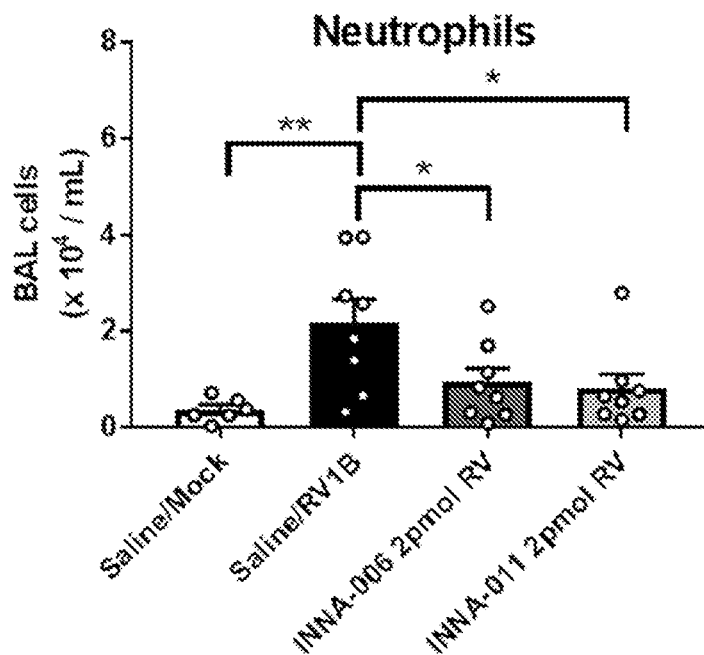 Neutrophils
BAL cells
(x 10⁴ / mL)
8
6
4
2
0
**
*
*
Saline/Mock
Saline/RV1B
INNA-006 2pmol RV
INNA-011 2pmol RV